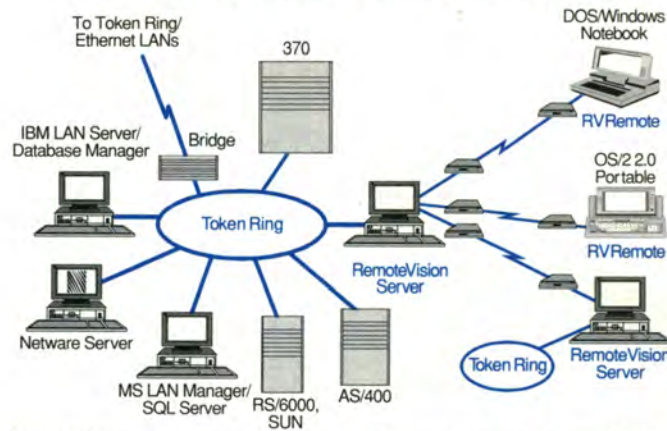 To Token Ring/
Ethernet LANs
370
DOS/Windows
Notebook
RVRemote
IBM LAN Server/
Database Manager
Bridge
OS/2 2.0
Portable
Token Ring
RVRemote
RemoteVision
Server
Netware Server
MS LAN Manager/
SQL Server
RS/6000,
SUN
AS/400
Token Ring
RemoteVision
Server